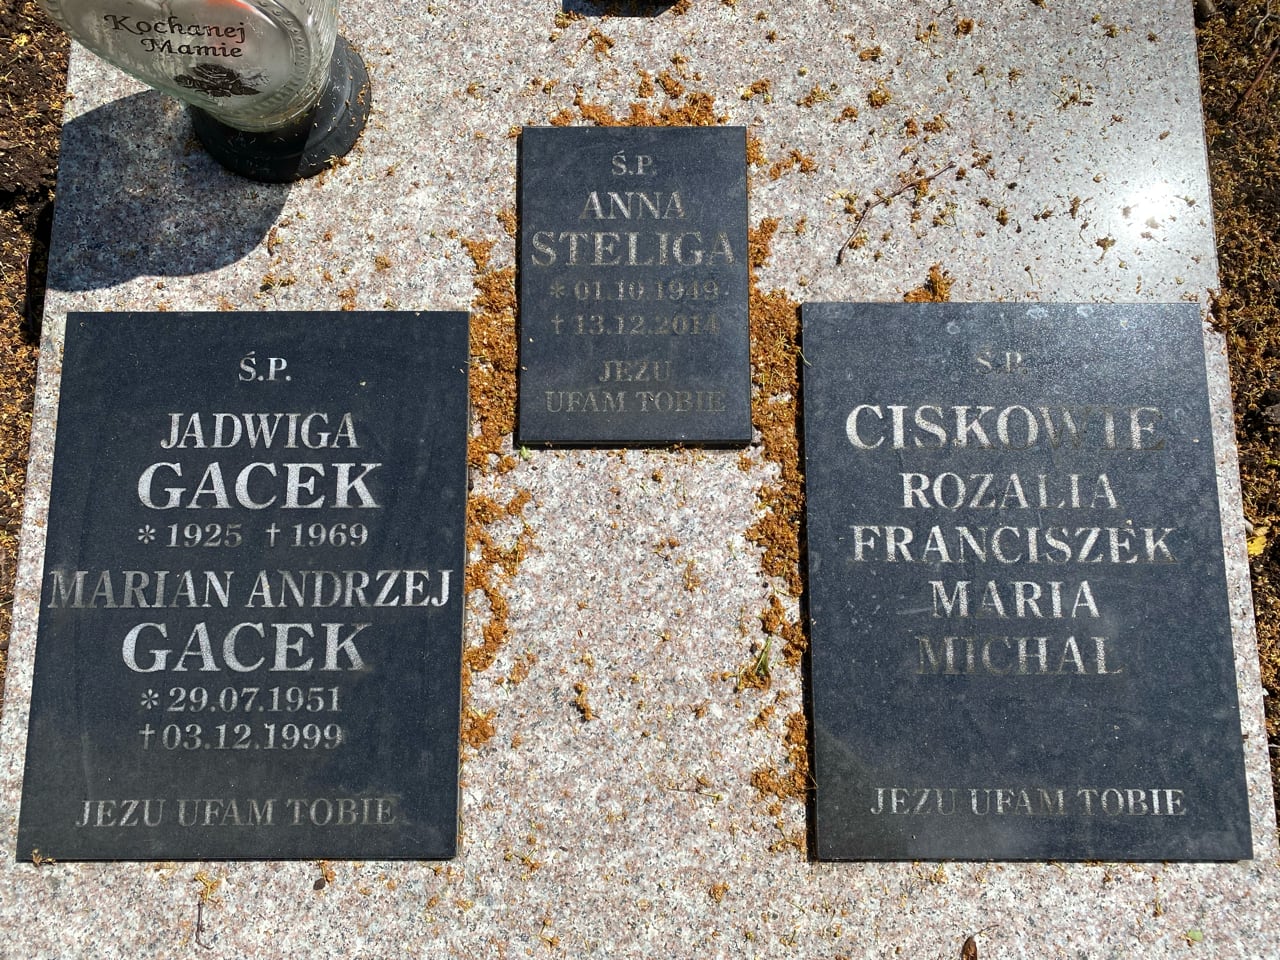 Kochanej
Mamie
Ś.P.
ANNA
STELIGA
* 01.10.1949
† 13.12.2014
JEZU
UFAM TOBIE
Ś.P.
JADWIGA
GACEK
* 1925 † 1969
MARIAN ANDRZEJ
GACEK
* 29.07.1951
† 03.12.1999
JEZU UFAM TOBIE
Ś.P.
CISKOWIE
ROZALIA
FRANCISZEK
MARIA
MICHAL
JEZU UFAM TOBIE